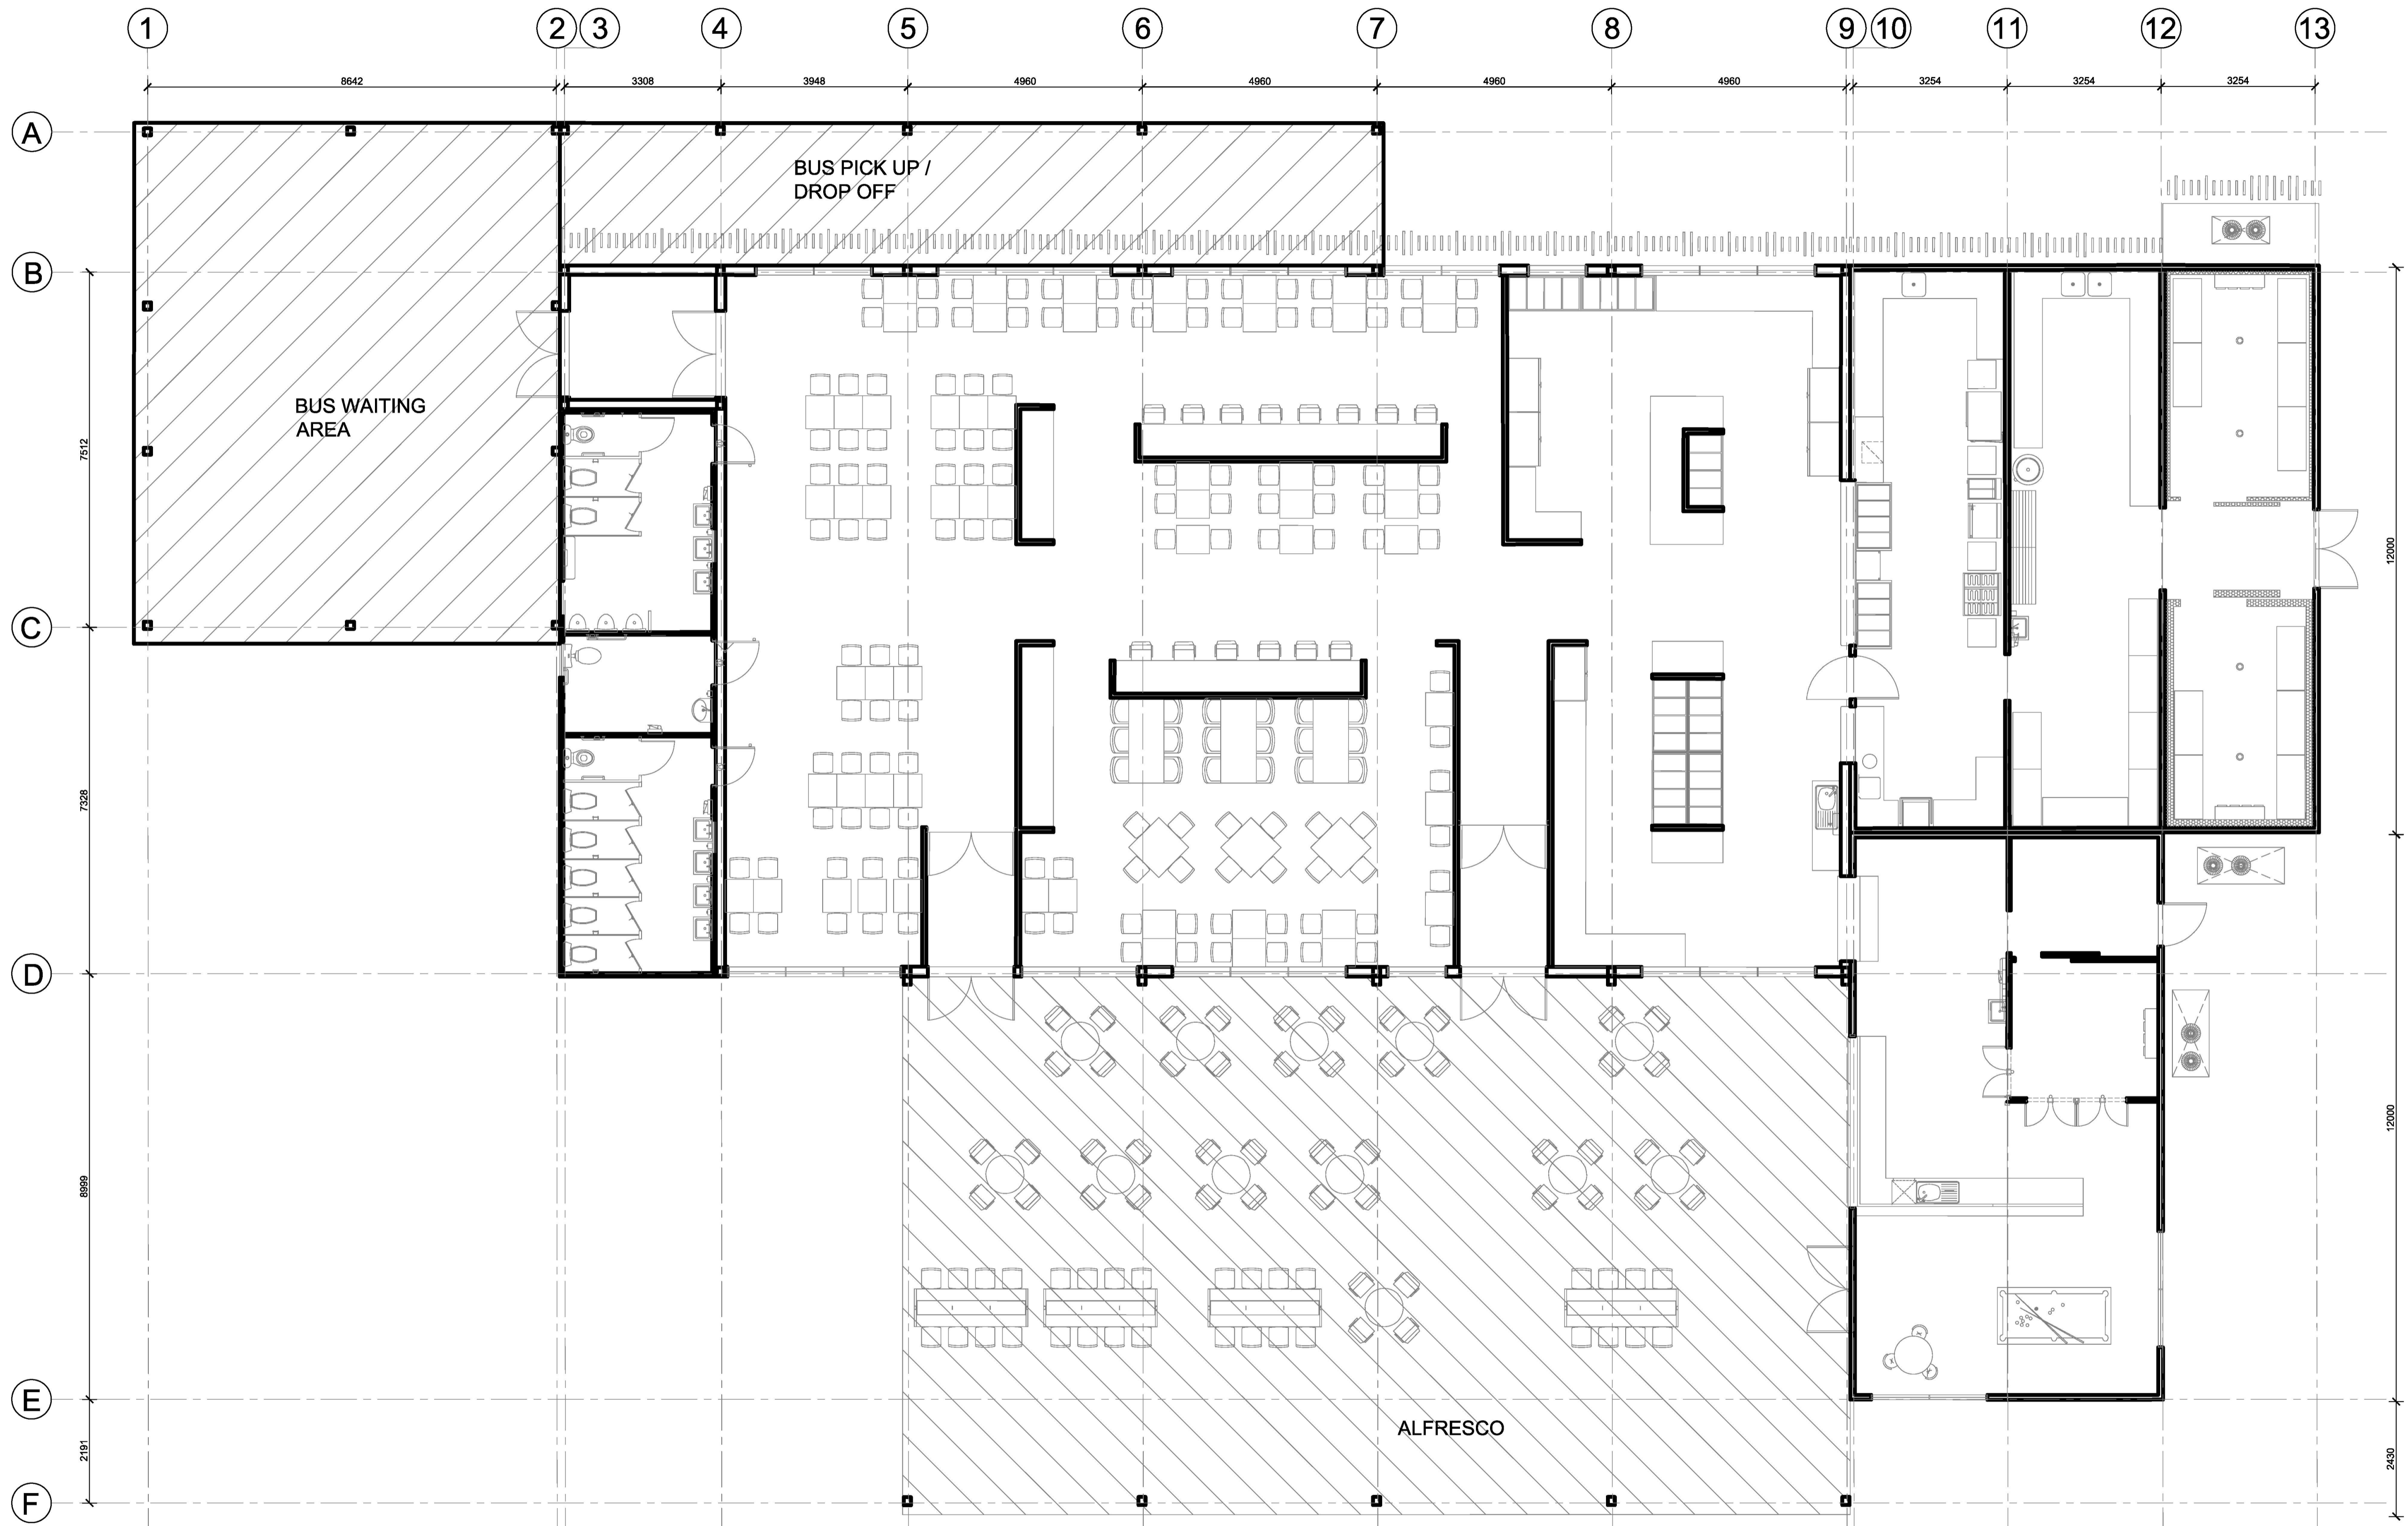 1 2 3 4 5 6 7 8 9 10 11 12 13
8642 3308 3948 4960 4960 4960 4960 3254 3254 3254
A
BUS PICK UP /
DROP OFF
B
BUS WAITING
AREA
7512
12000
C
7328
D
12000
8999
E
ALFRESCO
2191
2430
F